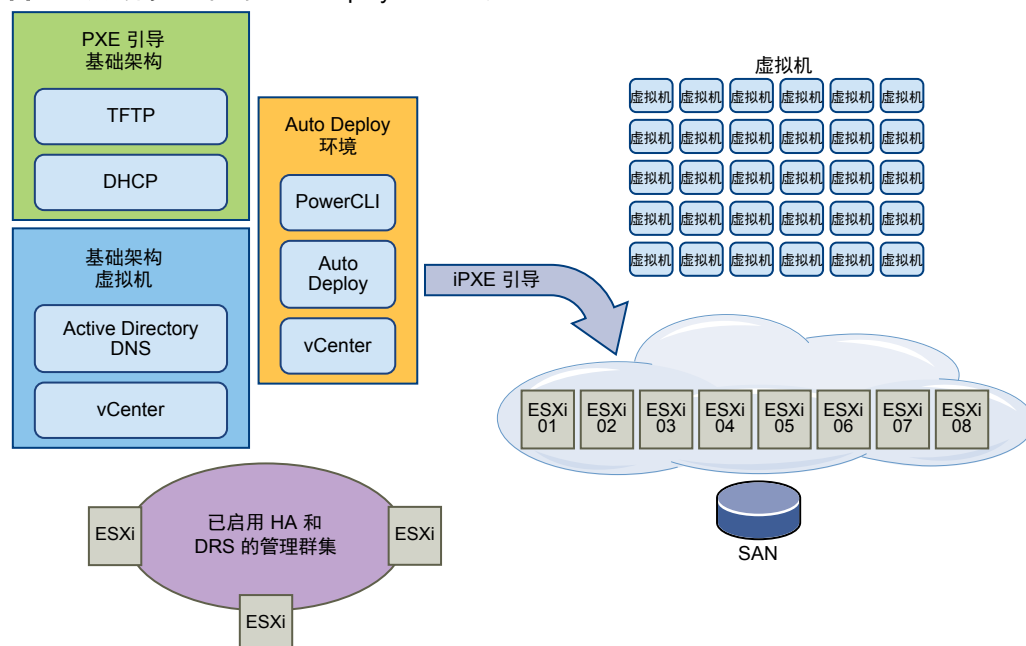 PXE 引导
基础架构
TFTP
DHCP
基础架构
虚拟机
Active Directory
DNS
vCenter
Auto Deploy
环境
PowerCLI
Auto
Deploy
vCenter
iPXE 引导
虚拟机
虚拟机 虚拟机 虚拟机 虚拟机 虚拟机 虚拟机
虚拟机 虚拟机 虚拟机 虚拟机 虚拟机 虚拟机
虚拟机 虚拟机 虚拟机 虚拟机 虚拟机 虚拟机
虚拟机 虚拟机 虚拟机 虚拟机 虚拟机 虚拟机
虚拟机 虚拟机 虚拟机 虚拟机 虚拟机 虚拟机
ESXi ESXi ESXi ESXi ESXi ESXi ESXi ESXi
01 02 03 04 05 06 07 08
SAN
已启用 HA 和
DRS 的管理群集
ESXi
ESXi
ESXi